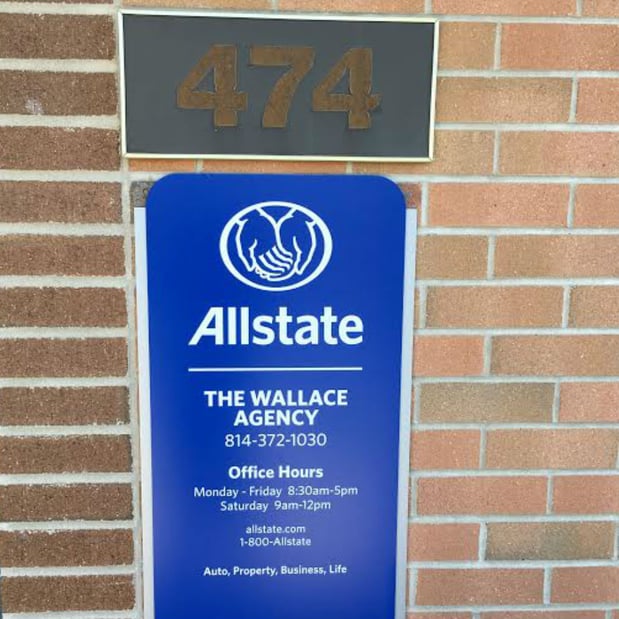 474
Allstate
THE WALLACE
AGENCY
814-372-1030
Office Hours
Monday - Friday 8:30am-5pm
Saturday 9am-12pm
allstate.com
1-800-Allstate
Auto, Property, Business, Life